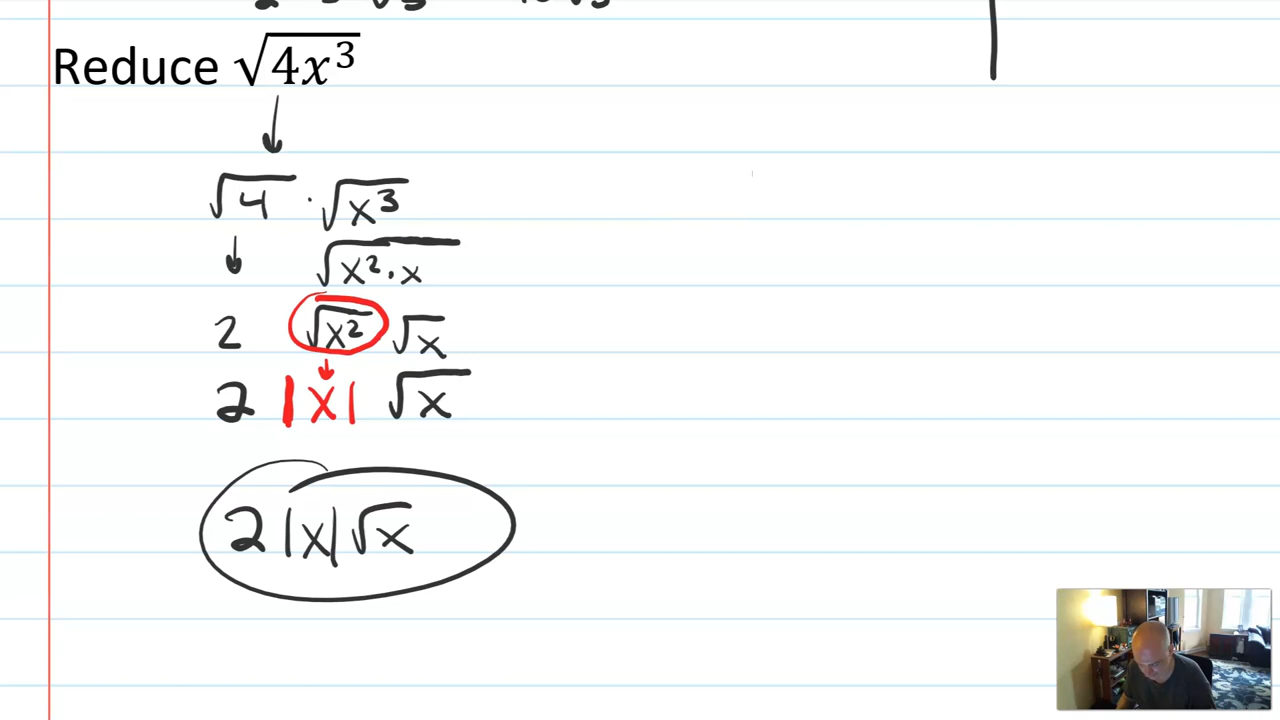 Reduce √4x³
√4 · √x³
√x² · x
2 √x² √x
2 |x| √x
2|x|√x